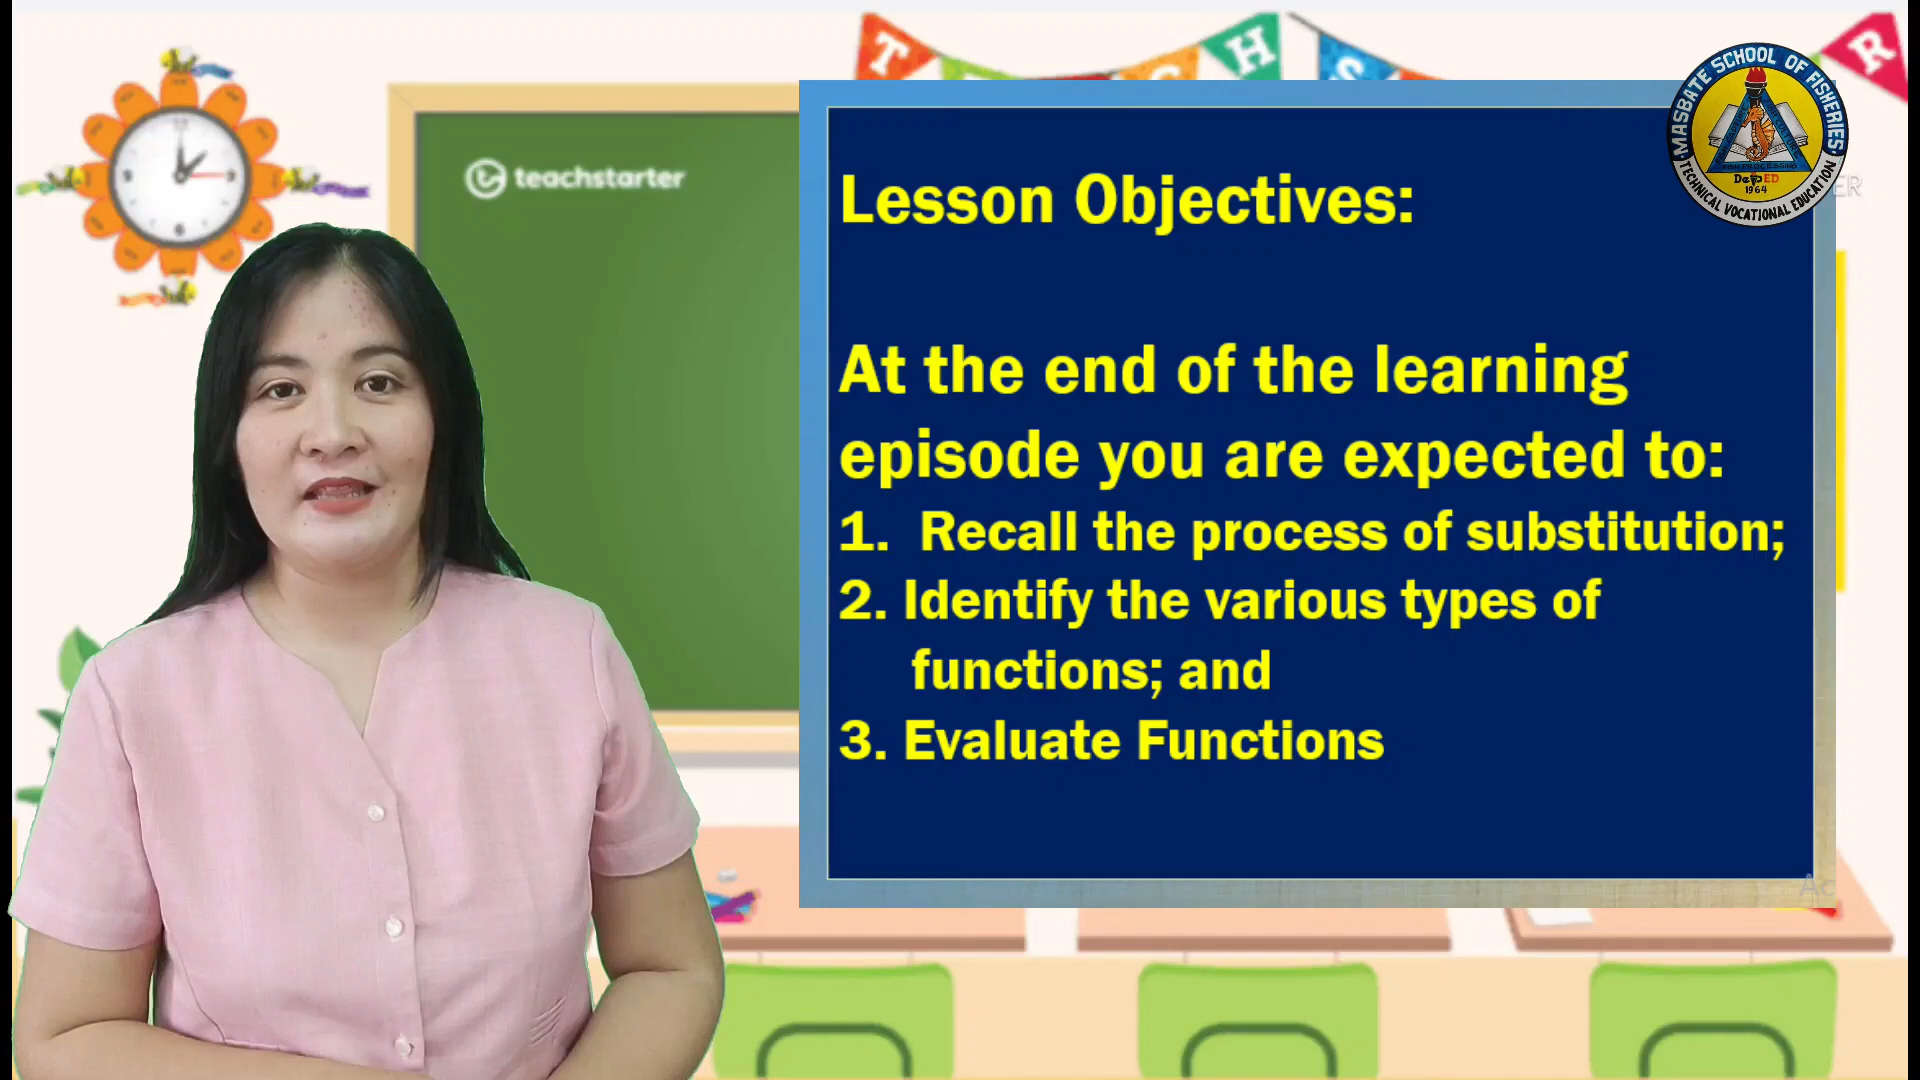 T
H
S
R
teachstarter
MASBATE SCHOOL OF FISHERIES
DepED
1964
TECHNICAL VOCATIONAL EDUCATION
ER
Lesson Objectives:
At the end of the learning
episode you are expected to:
1. Recall the process of substitution;
2. Identify the various types of
functions; and
3. Evaluate Functions
Ac